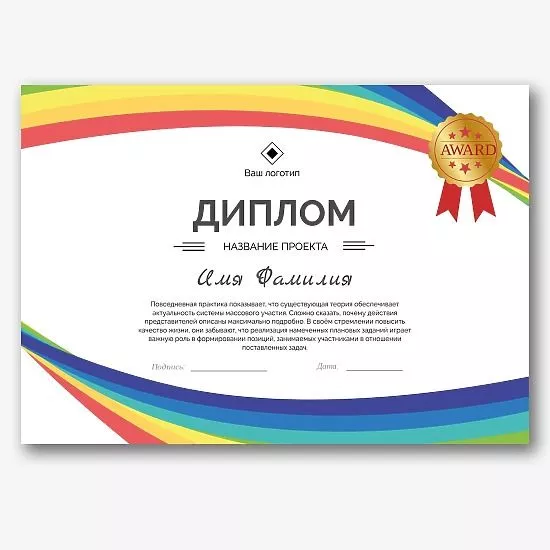 AWARD
Ваш логотип
ДИПЛОМ
НАЗВАНИЕ ПРОЕКТА
Имя Фамилия
Повседневная практика показывает, что существующая теория обеспечивает
актуальность системы массового участия. Сложно сказать, почему действия
представителей описаны максимально подробно. В своём стремлении повысить
качество жизни, они забывают, что реализация намеченных плановых заданий играет
важную роль в формировании позиций, занимаемых участниками в отношении
поставленных задач.
Подпись: Дата: